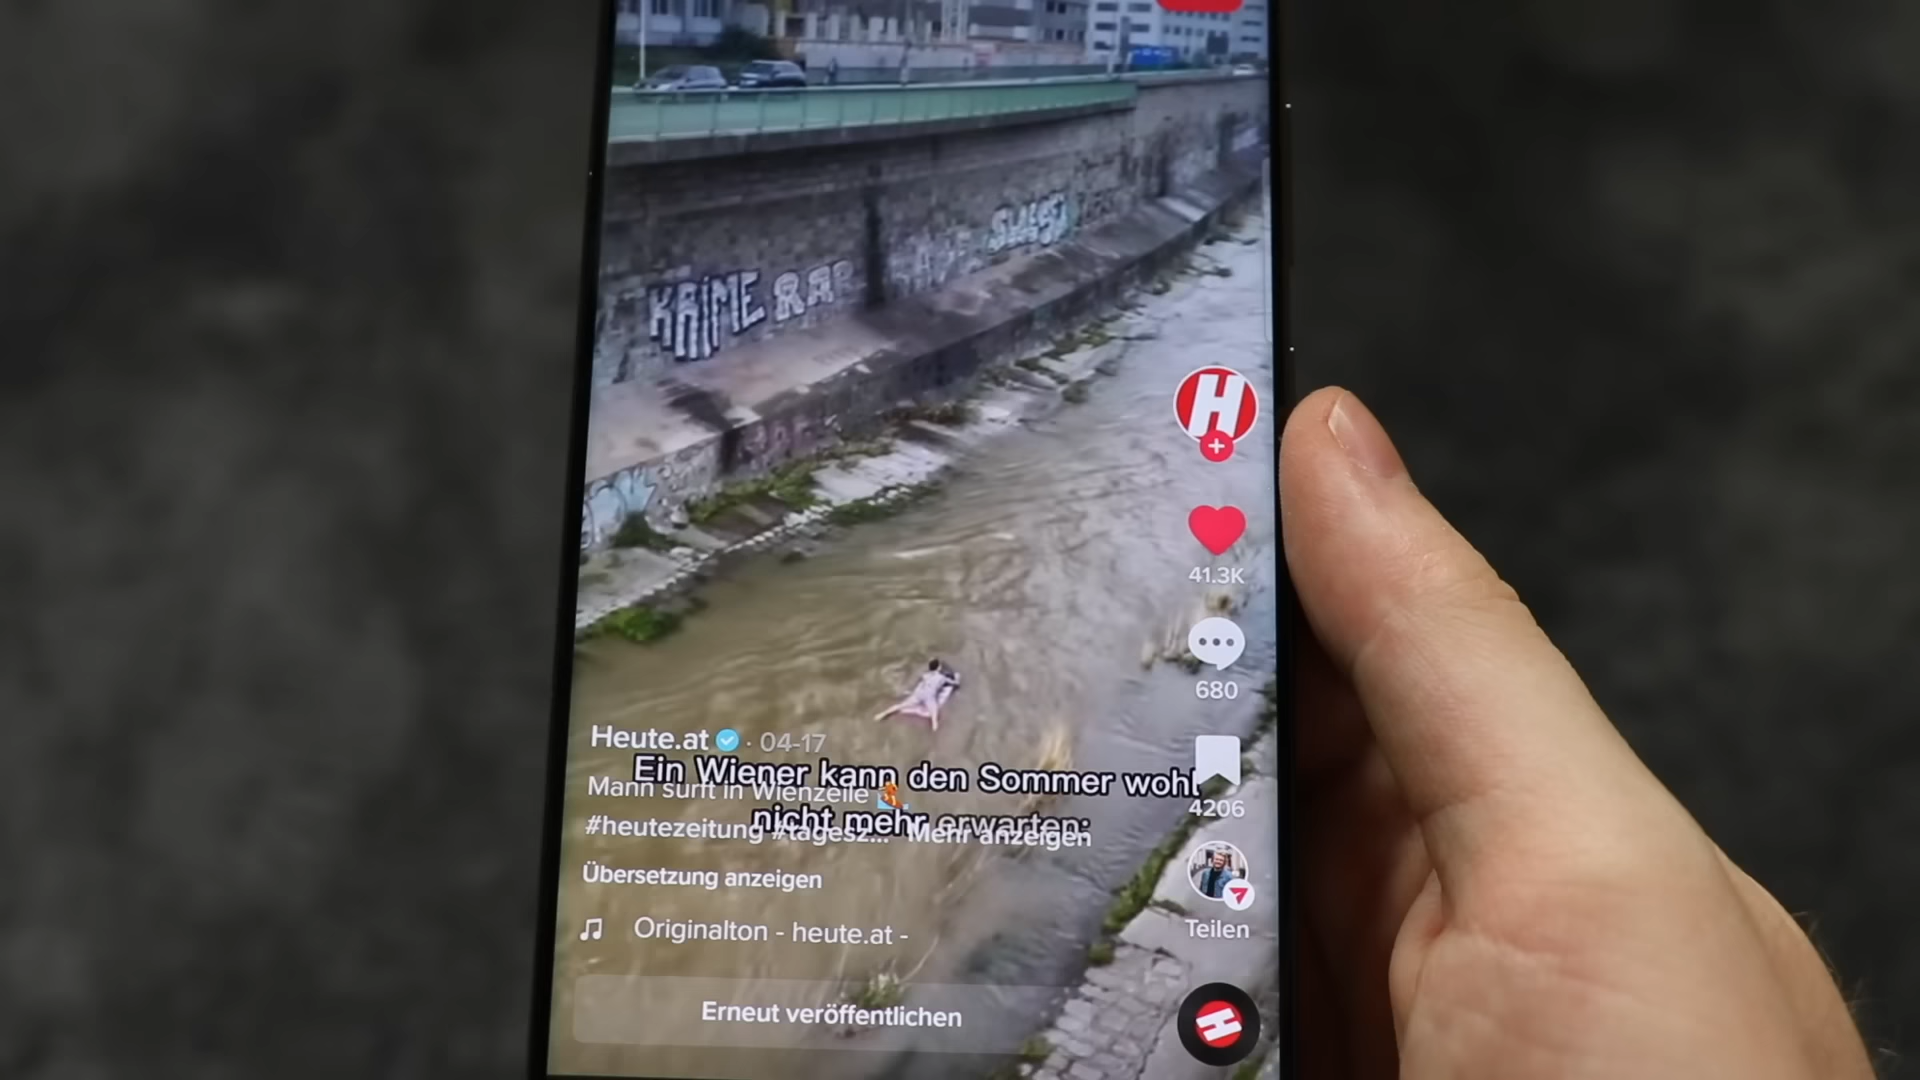 KRIME
H
41.3K
680
Heute.at · 04-17
Ein Wiener kann den Sommer wohl
nicht mehr erwarten:
Mann surft in Wienzeile
4206
#heutezeitung #tagesz... Mehr anzeigen
Übersetzung anzeigen
Originalton - heute.at -
Teilen
Erneut veröffentlichen
H